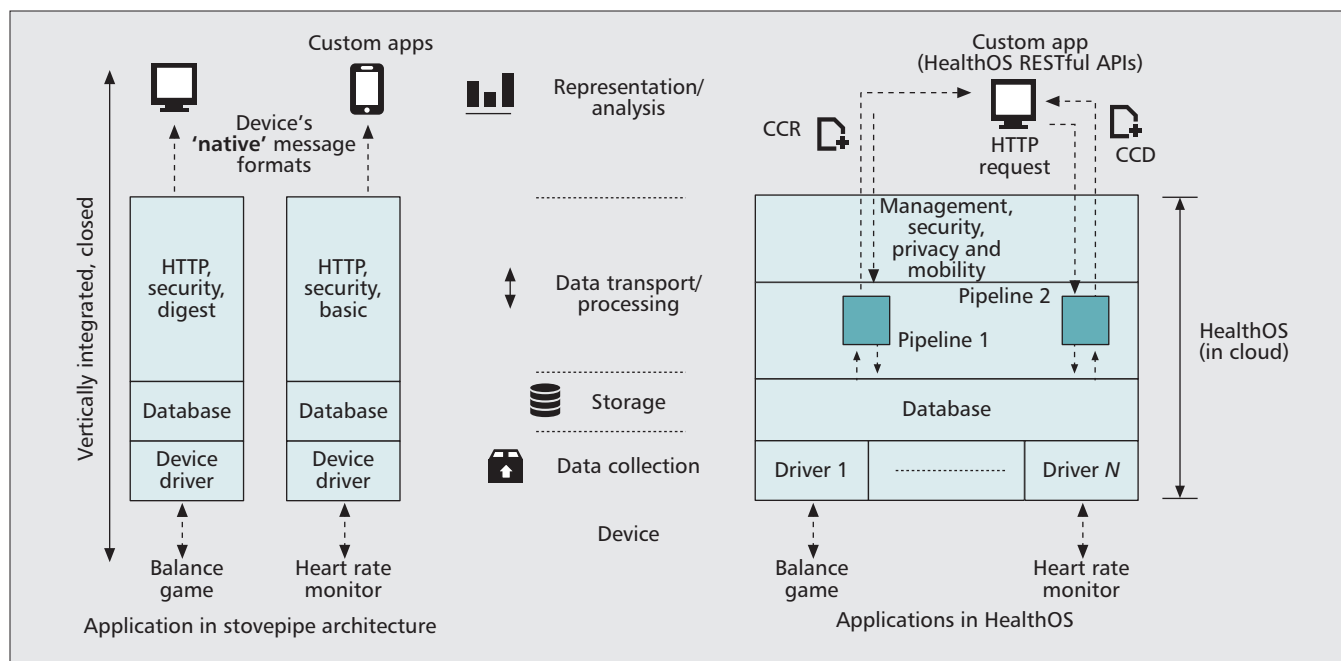 Custom apps
Device's
'native' message
formats
Vertically integrated, closed
HTTP,
security,
digest
HTTP,
security,
basic
Database
Database
Device
driver
Device
driver
Balance
game
Heart rate
monitor
Application in stovepipe architecture
Representation/
analysis
Data transport/
processing
Storage
Data collection
Device
Custom app
(HealthOS RESTful APIs)
CCR
HTTP
request
CCD
Management,
security,
privacy and
mobility
Pipeline 2
Pipeline 1
HealthOS
(in cloud)
Database
Driver 1
Driver N
Balance
game
Heart rate
monitor
Applications in HealthOS